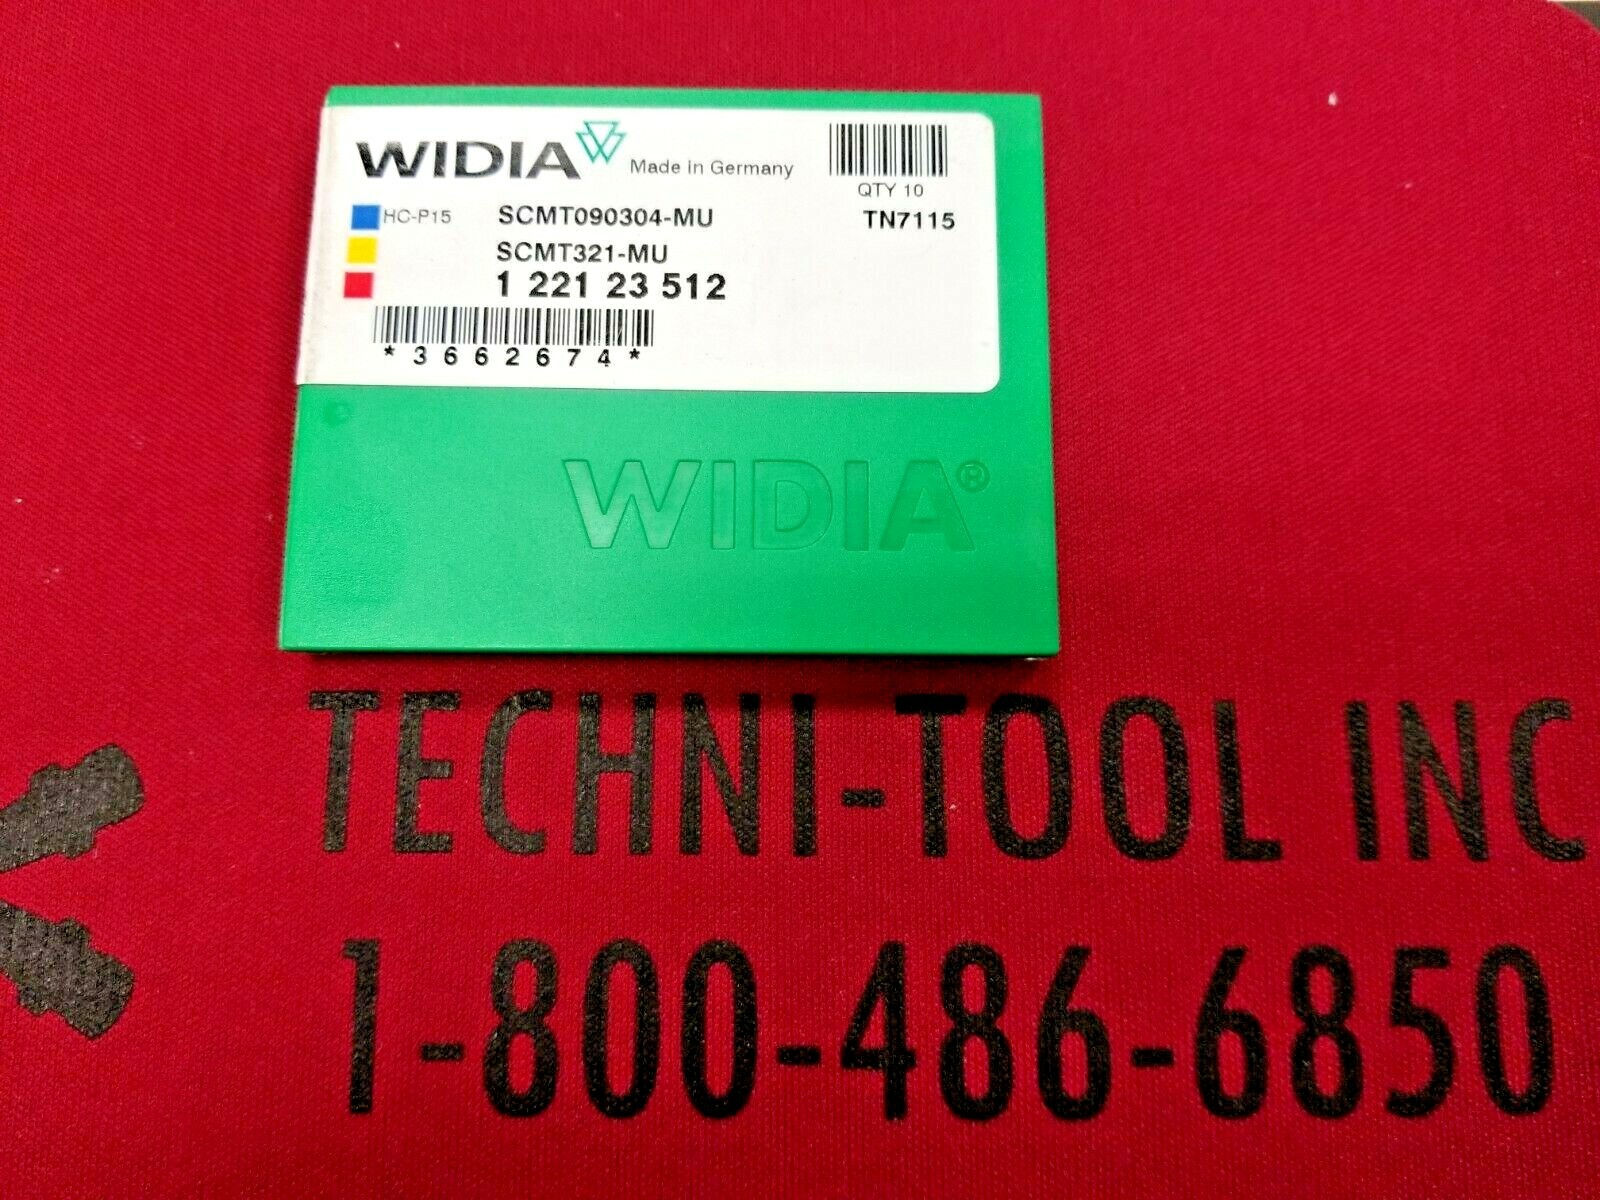 WIDIA Made in Germany
QTY 10
HC-P15 SCMT090304-MU TN7115
SCMT321-MU
1 221 23 512
*3662674*
WIDIA®
TECHNI-TOOL INC
1-800-486-6850